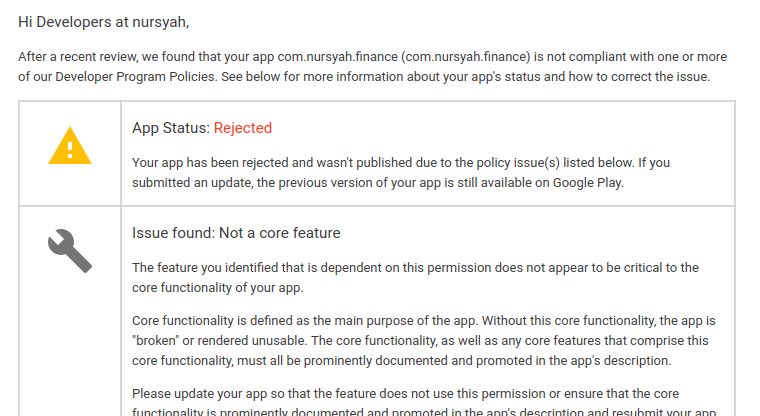 Hi Developers at nursyah,
After a recent review, we found that your app com.nursyah.finance (com.nursyah.finance) is not compliant with one or more
of our Developer Program Policies. See below for more information about your app's status and how to correct the issue.
App Status: Rejected
Your app has been rejected and wasn't published due to the policy issue(s) listed below. If you
submitted an update, the previous version of your app is still available on Google Play.
Issue found: Not a core feature
The feature you identified that is dependent on this permission does not appear to be critical to the
core functionality of your app.
Core functionality is defined as the main purpose of the app. Without this core functionality, the app is
"broken" or rendered unusable. The core functionality, as well as any core features that comprise this
core functionality, must all be prominently documented and promoted in the app's description.
Please update your app so that the feature does not use this permission or ensure that the core
functionality is prominently documented and promoted in the app's description and resubmit your app